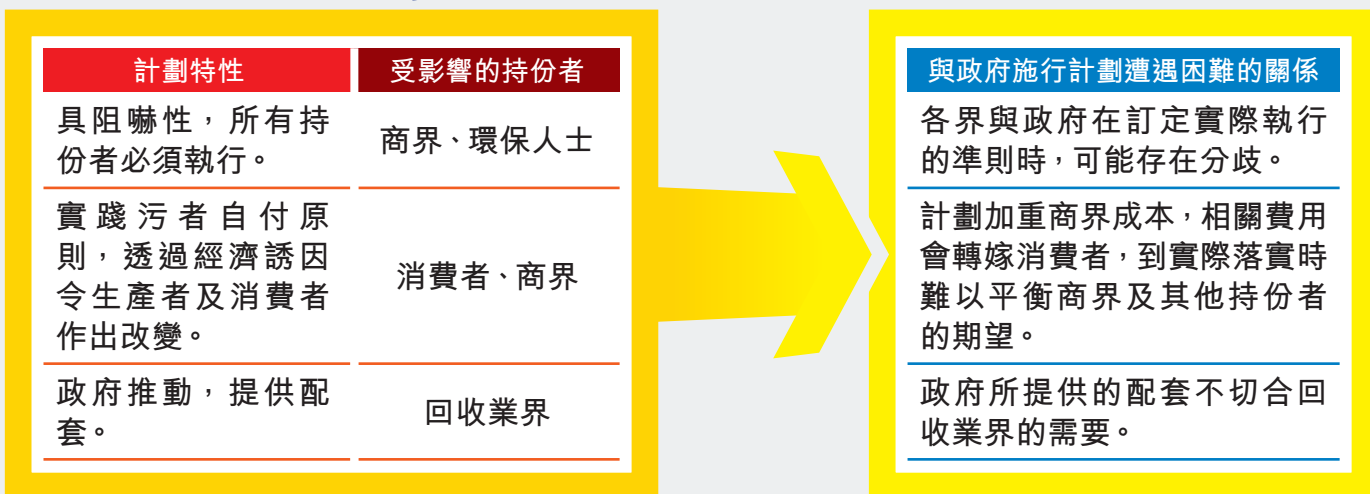 計劃特性
受影響的持份者
具阻嚇性，所有持
份者必須執行。
商界、環保人士
實踐污者自付原
則，透過經濟誘因
令生產者及消費者
作出改變。
消費者、商界
政府推動，提供配
套。
回收業界
與政府施行計劃遭遇困難的關係
各界與政府在訂定實際執行
的準則時，可能存在分歧。
計劃加重商界成本，相關費用
會轉嫁消費者，到實際落實時
難以平衡商界及其他持份者
的期望。
政府所提供的配套不切合回
收業界的需要。